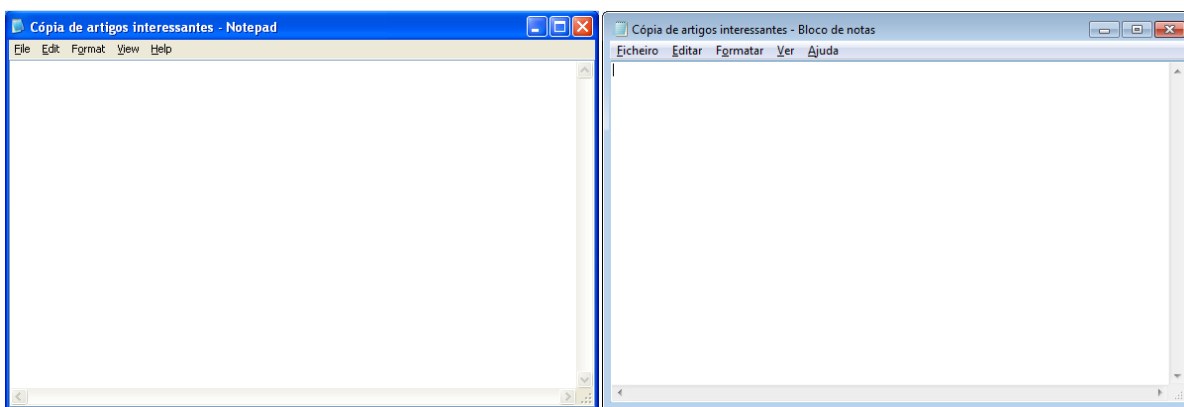 Cópia de artigos interessantes - Notepad
File Edit Format View Help
Cópia de artigos interessantes - Bloco de notas
Ficheiro Editar Formatar Ver Ajuda